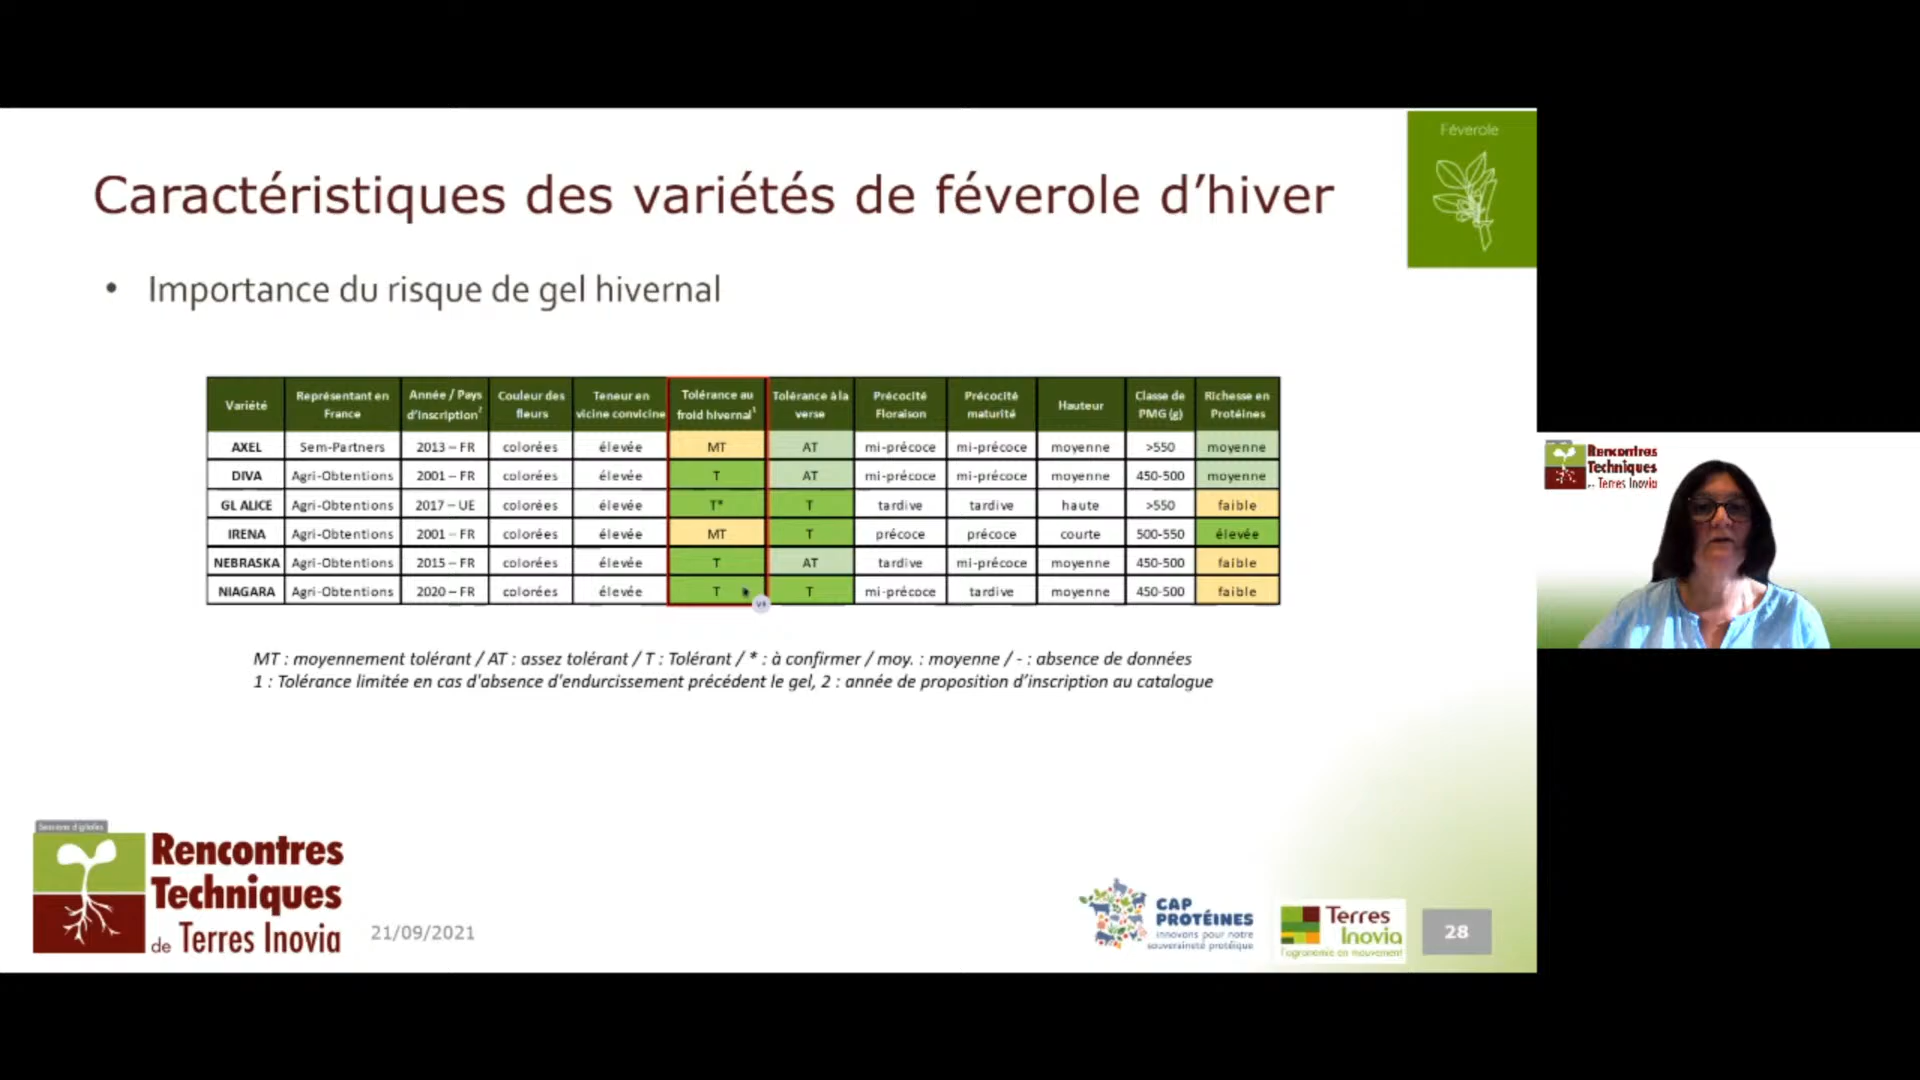 Féverole
Caractéristiques des variétés de féverole d’hiver
• Importance du risque de gel hivernal
Variété Représentant en France Année / Pays d'inscription² Couleur des fleurs Teneur en vicine convicine Tolérance au froid hivernal¹ Tolérance à la verse Précocité Floraison Précocité maturité Hauteur Classe de PMG (g) Richesse en Protéines
AXEL Sem-Partners 2013 – FR colorées élevée MT AT mi-précoce mi-précoce moyenne >550 moyenne
DIVA Agri-Obtentions 2001 – FR colorées élevée T AT mi-précoce mi-précoce moyenne 450-500 moyenne
GL ALICE Agri-Obtentions 2017 – UE colorées élevée T* T tardive tardive haute >550 faible
IRENA Agri-Obtentions 2001 – FR colorées élevée MT T précoce précoce courte 500-550 élevée
NEBRASKA Agri-Obtentions 2015 – FR colorées élevée T AT tardive mi-précoce moyenne 450-500 faible
NIAGARA Agri-Obtentions 2020 – FR colorées élevée T T mi-précoce tardive moyenne 450-500 faible
MT : moyennement tolérant / AT : assez tolérant / T : Tolérant / * : à confirmer / moy. : moyenne / - : absence de données
1 : Tolérance limitée en cas d'absence d'endurcissement précédent le gel, 2 : année de proposition d’inscription au catalogue
Sessions digitales
Rencontres
Techniques
de Terres Inovia
21/09/2021
CAP
PROTÉINES
innovons pour notre
souveraineté protéique
Terres
Inovia
l'agronomie en mouvement
28
Rencontres
Techniques
de Terres Inovia